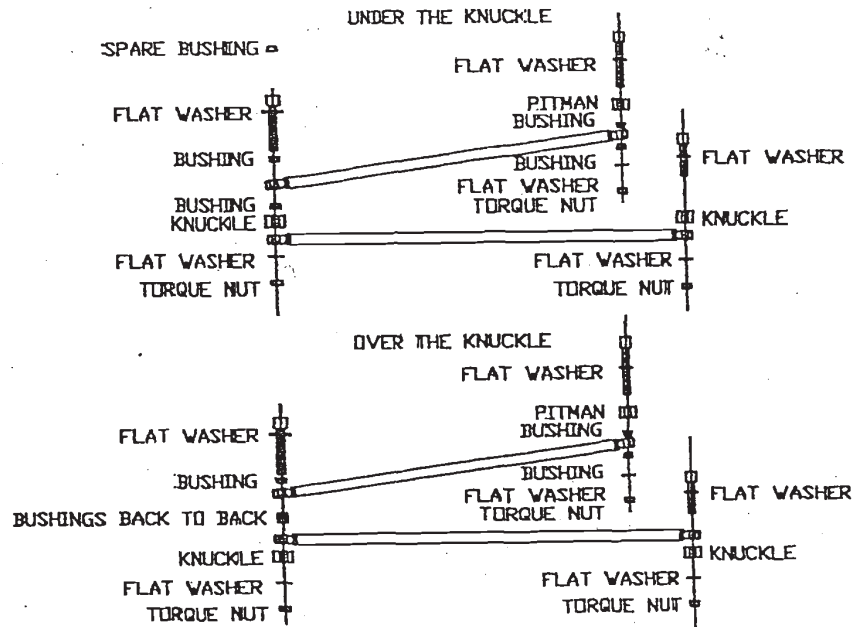 UNDER THE KNUCKLE
SPARE BUSHING
FLAT WASHER
FLAT WASHER
PITMAN
BUSHING
BUSHING
BUSHING
FLAT WASHER
FLAT WASHER
TORQUE NUT
BUSHING
KNUCKLE
KNUCKLE
FLAT WASHER
FLAT WASHER
TORQUE NUT
TORQUE NUT
OVER THE KNUCKLE
FLAT WASHER
PITMAN
BUSHING
FLAT WASHER
BUSHING
BUSHING
FLAT WASHER
TORQUE NUT
FLAT WASHER
BUSHINGS BACK TO BACK
KNUCKLE
KNUCKLE
FLAT WASHER
FLAT WASHER
TORQUE NUT
TORQUE NUT